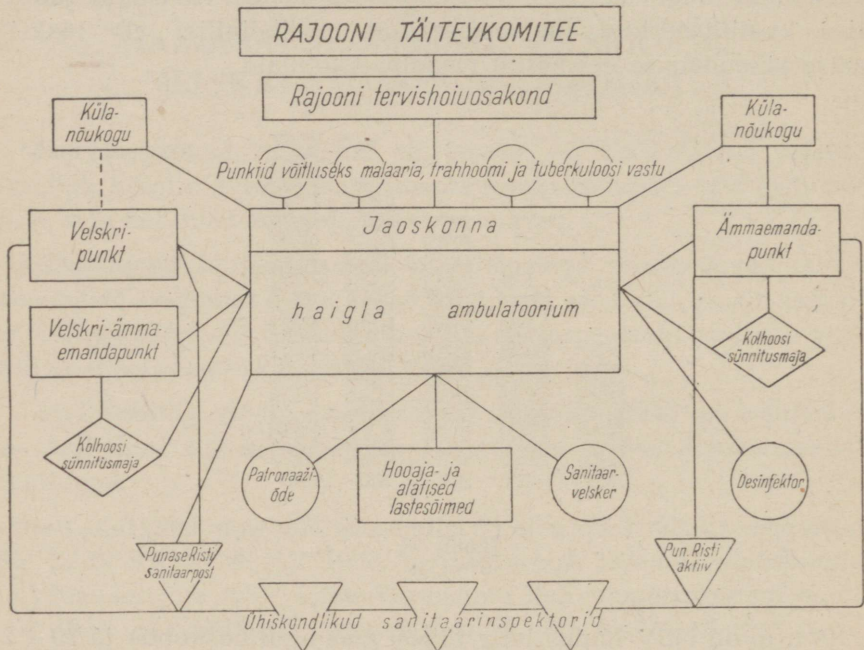 RAJOONI TÄITEVKOMITEE
Rajooni tervishoiuosakond
Küla-
nõukogu
Küla-
nõukogu
Punktid võitluseks malaaria, trahhoomi ja tuberkuloosi vastu
Velskri-
punkt
Jaoskonna
Ämmaemanda-
punkt
haigla ambulatoorium
Velskri-ämma-
emandapunkt
Kolhoosi
sünnitusmaja
Kolhoosi
sünnitusmaja
Patronaaži-
õde
Hooaja- ja
alatised
lastesõimed
Sanitaar-
velsker
Desinfektor
Punase Risti
sanitaarpost
Pun. Risti
aktiiv
Ühiskondlikud sanitaarinspektorid